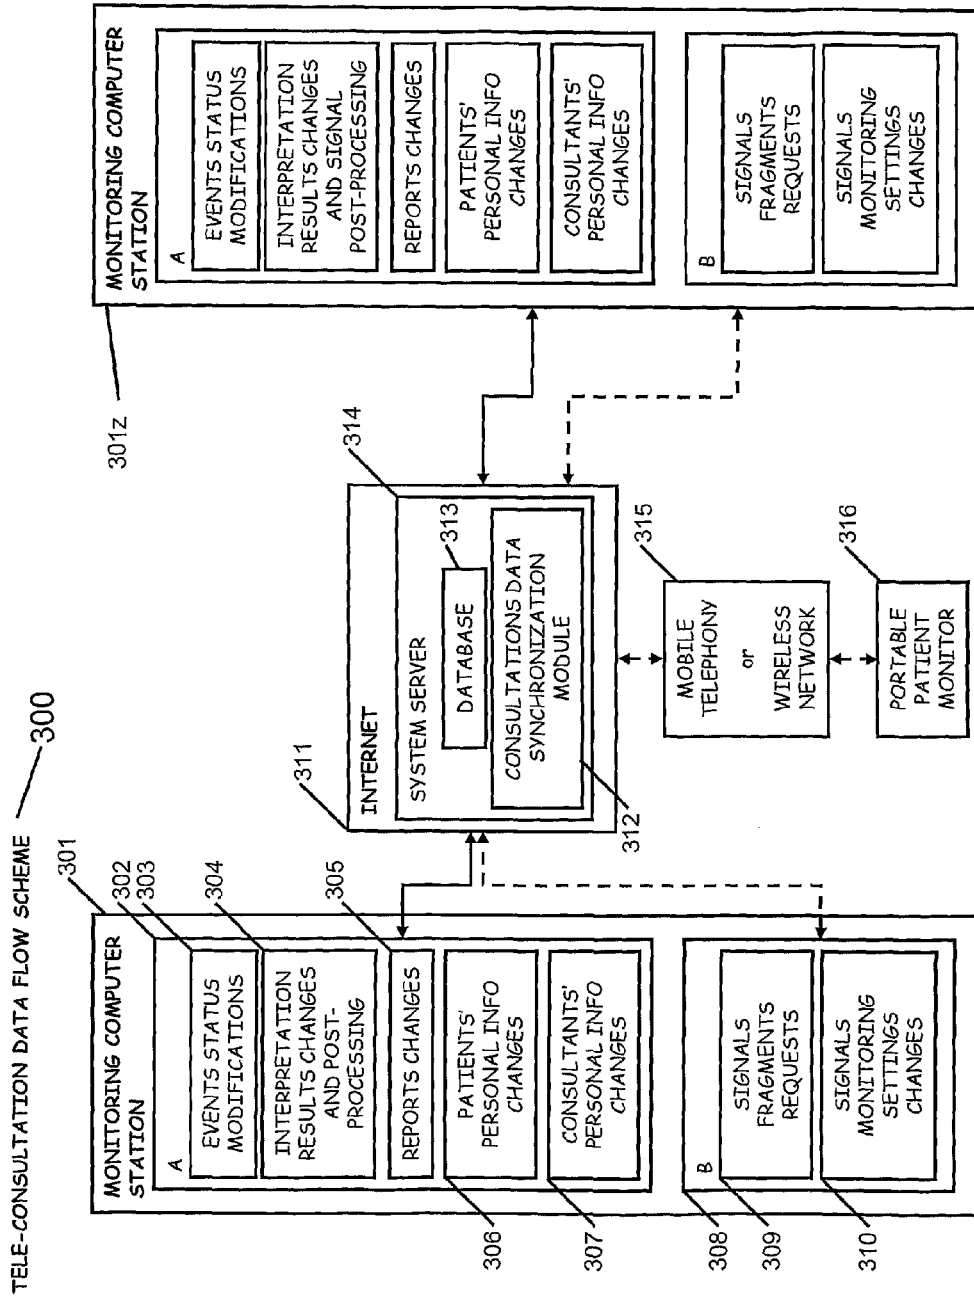 TELE-CONSULTATION DATA FLOW SCHEME
300
301
302
303
304
305
MONITORING COMPUTER
STATION
A
EVENTS STATUS
MODIFICATIONS
INTERPRETATION
RESULTS CHANGES
AND POST-
PROCESSING
REPORTS CHANGES
PATIENTS'
PERSONAL INFO
CHANGES
CONSULTANTS'
PERSONAL INFO
CHANGES
B
SIGNALS
FRAGMENTS
REQUESTS
SIGNALS
MONITORING
SETTINGS
CHANGES
306
307
308
309
310
311
INTERNET
SYSTEM SERVER
DATABASE
313
314
CONSULTATIONS DATA
SYNCHRONIZATION
MODULE
312
MOBILE
TELEPHONY
or
WIRELESS
NETWORK
315
PORTABLE
PATIENT
MONITOR
316
301z
MONITORING COMPUTER
STATION
A
EVENTS STATUS
MODIFICATIONS
INTERPRETATION
RESULTS CHANGES
AND SIGNAL
POST-PROCESSING
REPORTS CHANGES
PATIENTS'
PERSONAL INFO
CHANGES
CONSULTANTS'
PERSONAL INFO
CHANGES
B
SIGNALS
FRAGMENTS
REQUESTS
SIGNALS
MONITORING
SETTINGS
CHANGES